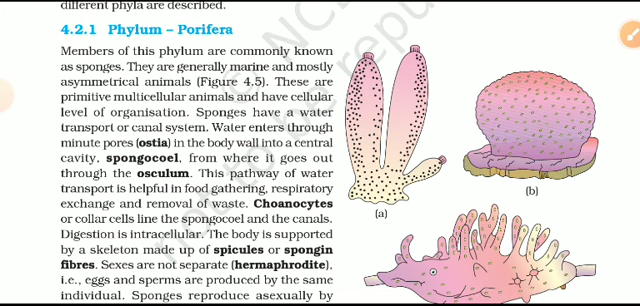 different phyla are described.
4.2.1 Phylum – Porifera
Members of this phylum are commonly known
as sponges. They are generally marine and mostly
asymmetrical animals (Figure 4.5). These are
primitive multicellular animals and have cellular
level of organisation. Sponges have a water
transport or canal system. Water enters through
minute pores (ostia) in the body wall into a central
cavity, spongocoel, from where it goes out
through the osculum. This pathway of water
transport is helpful in food gathering, respiratory
exchange and removal of waste. Choanocytes
or collar cells line the spongocoel and the canals.
Digestion is intracellular. The body is supported
by a skeleton made up of spicules or spongin
fibres. Sexes are not separate (hermaphrodite),
i.e., eggs and sperms are produced by the same
individual. Sponges reproduce asexually by
(a)
(b)
not to be repu